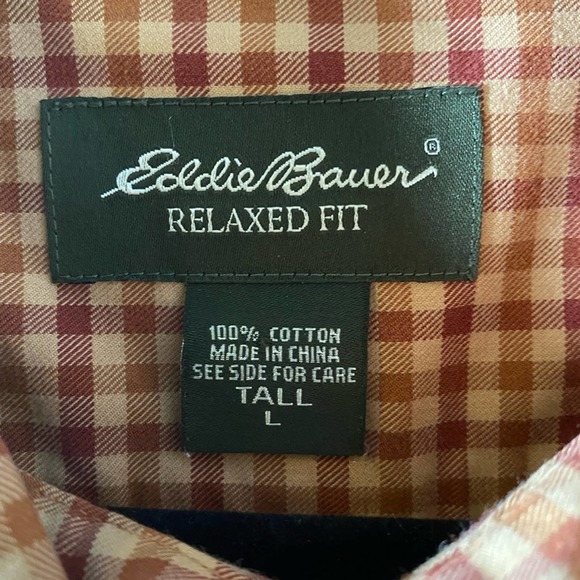 Eddie Bauer®
RELAXED FIT
100% COTTON
MADE IN CHINA
SEE SIDE FOR CARE
TALL
L